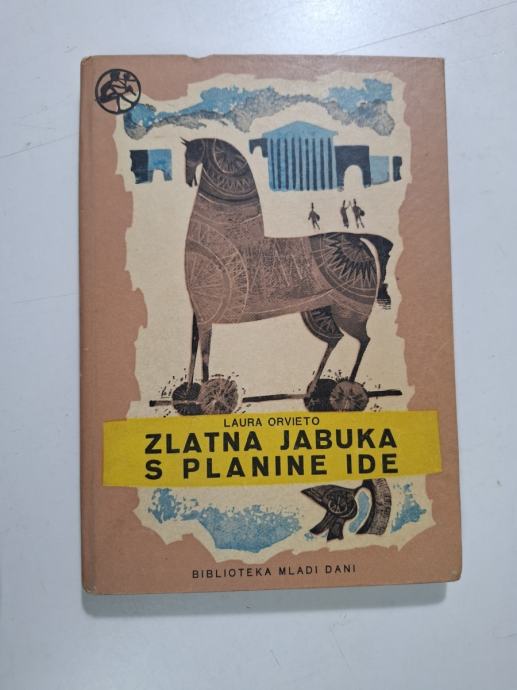 LAURA ORVIETO
ZLATNA JABUKA
S PLANINE IDE
BIBLIOTEKA MLADI DANI